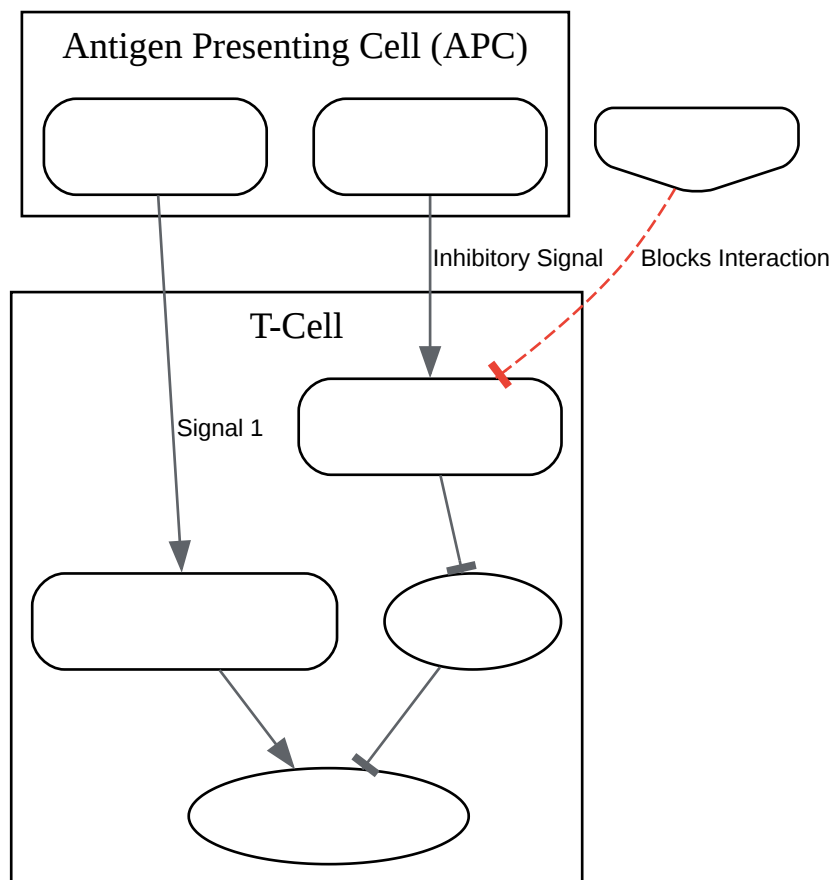 Antigen Presenting Cell (APC)
Inhibitory Signal
Blocks Interaction
T-Cell
Signal 1